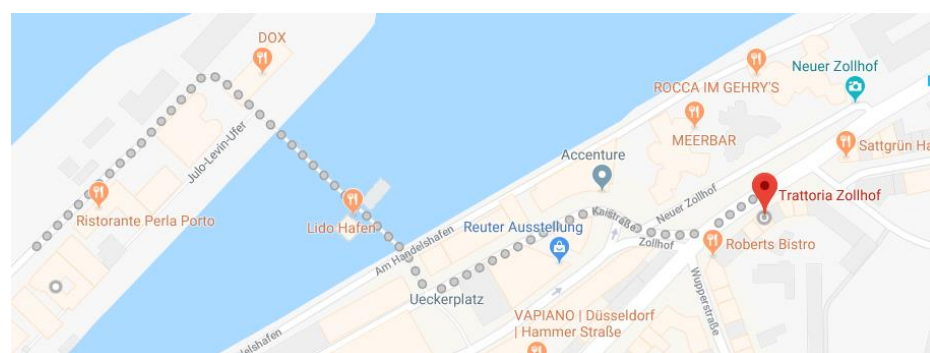 DOX
Neuer Zollhof
ROCCA IM GEHRY'S
MEERBAR
Sattgrün Ha
Julo-Levin-Ufer
Accenture
Trattoria Zollhof
Ristorante Perla Porto
Lido Hafen
Am Handelshafen
Reuter Ausstellung
Kaistraße
Neuer Zollhof
Zollhof
Roberts Bistro
Ueckerplatz
Wupperstraße
VAPIANO | Düsseldorf
| Hammer Straße